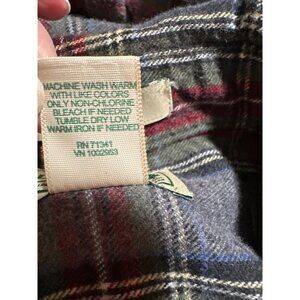 MACHINE WASH WARM
WITH LIKE COLORS
ONLY NON-CHLORINE
BLEACH IF NEEDED
TUMBLE DRY LOW
WARM IRON IF NEEDED
RN 71341
VN 1002953